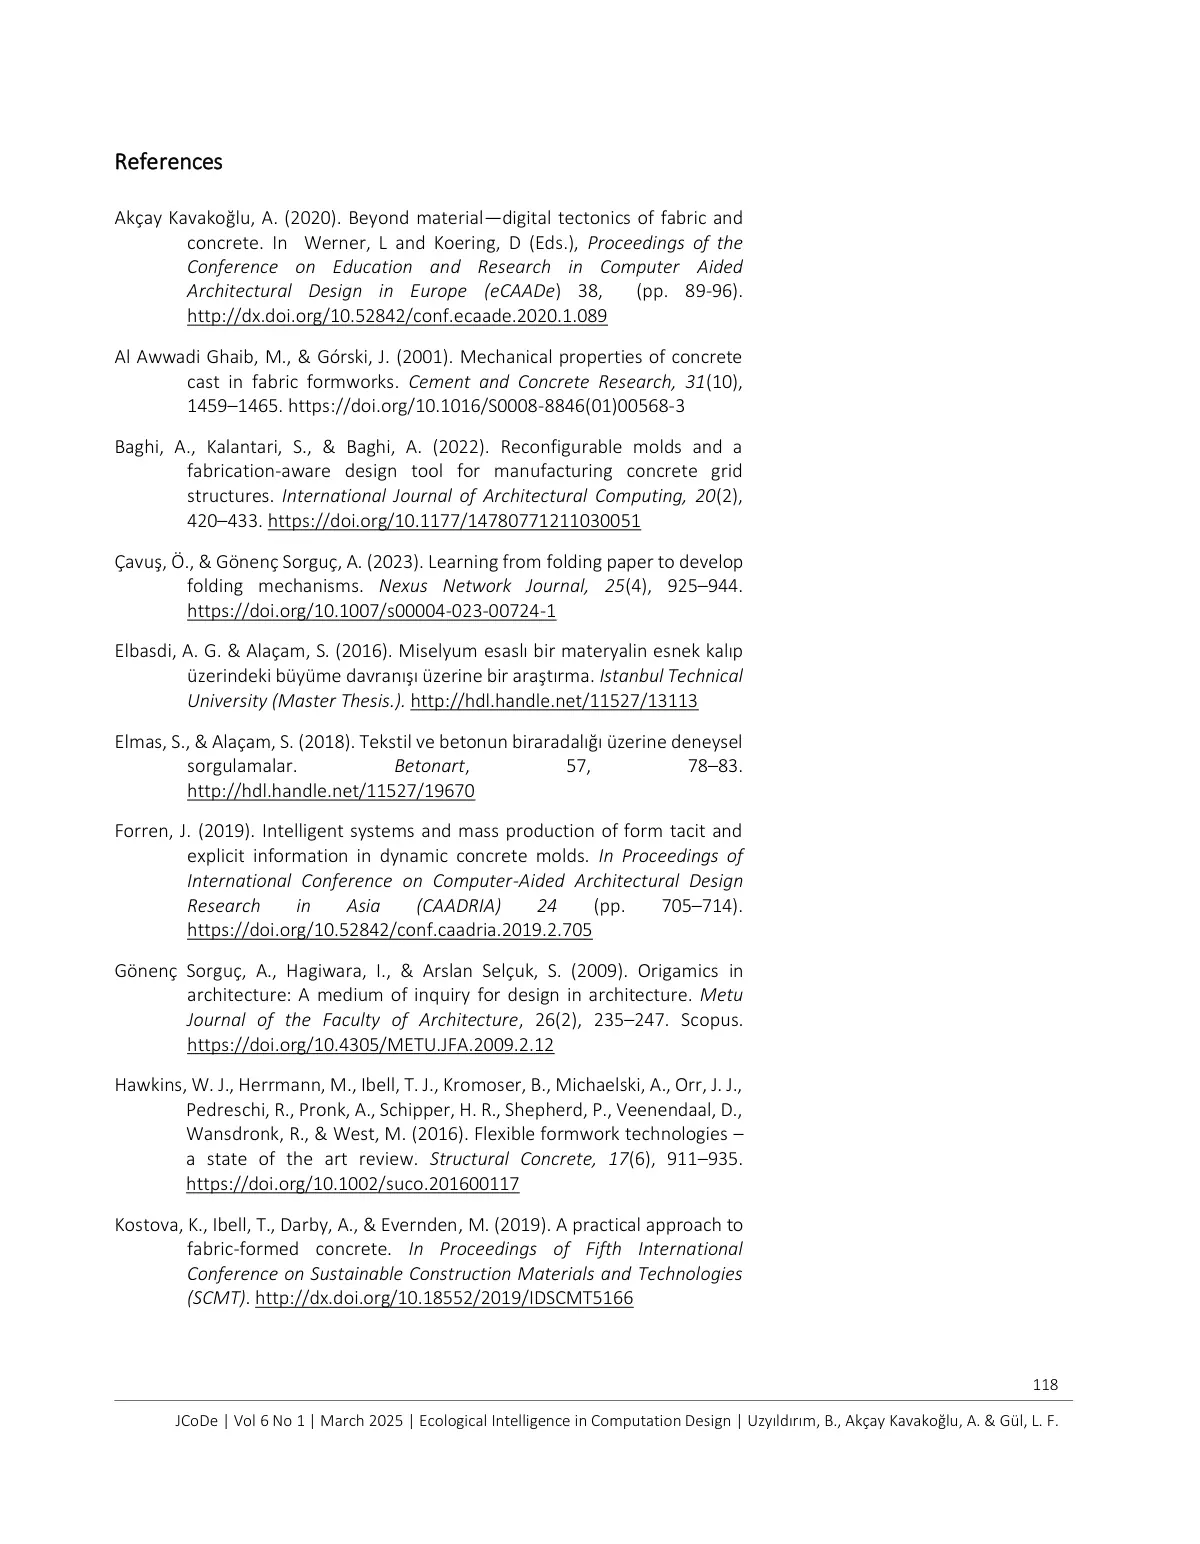 References
Akçay Kavakoğlu, A. (2020). Beyond material—digital tectonics of fabric and
concrete. In Werner, L and Koering, D (Eds.), Proceedings of the
Conference on Education and Research in Computer Aided
Architectural Design in Europe (eCAADe) 38, (pp. 89-96).
http://dx.doi.org/10.52842/conf.ecaade.2020.1.089
Al Awwadi Ghaib, M., & Górski, J. (2001). Mechanical properties of concrete
cast in fabric formworks. Cement and Concrete Research, 31(10),
1459–1465. https://doi.org/10.1016/S0008-8846(01)00568-3
Baghi, A., Kalantari, S., & Baghi, A. (2022). Reconfigurable molds and a
fabrication-aware design tool for manufacturing concrete grid
structures. International Journal of Architectural Computing, 20(2),
420–433. https://doi.org/10.1177/14780771211030051
Çavuş, Ö., & Gönenç Sorguç, A. (2023). Learning from folding paper to develop
folding mechanisms. Nexus Network Journal, 25(4), 925–944.
https://doi.org/10.1007/s00004-023-00724-1
Elbasdi, A. G. & Alaçam, S. (2016). Miselyum esaslı bir materyalin esnek kalıp
üzerindeki büyüme davranışı üzerine bir araştırma. Istanbul Technical
University (Master Thesis.). http://hdl.handle.net/11527/13113
Elmas, S., & Alaçam, S. (2018). Tekstil ve betonun biraradalığı üzerine deneysel
sorgulamalar. Betonart, 57, 78–83.
http://hdl.handle.net/11527/19670
Forren, J. (2019). Intelligent systems and mass production of form tacit and
explicit information in dynamic concrete molds. In Proceedings of
International Conference on Computer-Aided Architectural Design
Research in Asia (CAADRIA) 24 (pp. 705–714).
https://doi.org/10.52842/conf.caadria.2019.2.705
Gönenç Sorguç, A., Hagiwara, I., & Arslan Selçuk, S. (2009). Origamics in
architecture: A medium of inquiry for design in architecture. Metu
Journal of the Faculty of Architecture, 26(2), 235–247. Scopus.
https://doi.org/10.4305/METU.JFA.2009.2.12
Hawkins, W. J., Herrmann, M., Ibell, T. J., Kromoser, B., Michaelski, A., Orr, J. J.,
Pedreschi, R., Pronk, A., Schipper, H. R., Shepherd, P., Veenendaal, D.,
Wansdronk, R., & West, M. (2016). Flexible formwork technologies –
a state of the art review. Structural Concrete, 17(6), 911–935.
https://doi.org/10.1002/suco.201600117
Kostova, K., Ibell, T., Darby, A., & Evernden, M. (2019). A practical approach to
fabric-formed concrete. In Proceedings of Fifth International
Conference on Sustainable Construction Materials and Technologies
(SCMT). http://dx.doi.org/10.18552/2019/IDSCMT5166
118
JCoDe | Vol 6 No 1 | March 2025 | Ecological Intelligence in Computation Design | Uzyıldırım, B., Akçay Kavakoğlu, A. & Gül, L. F.